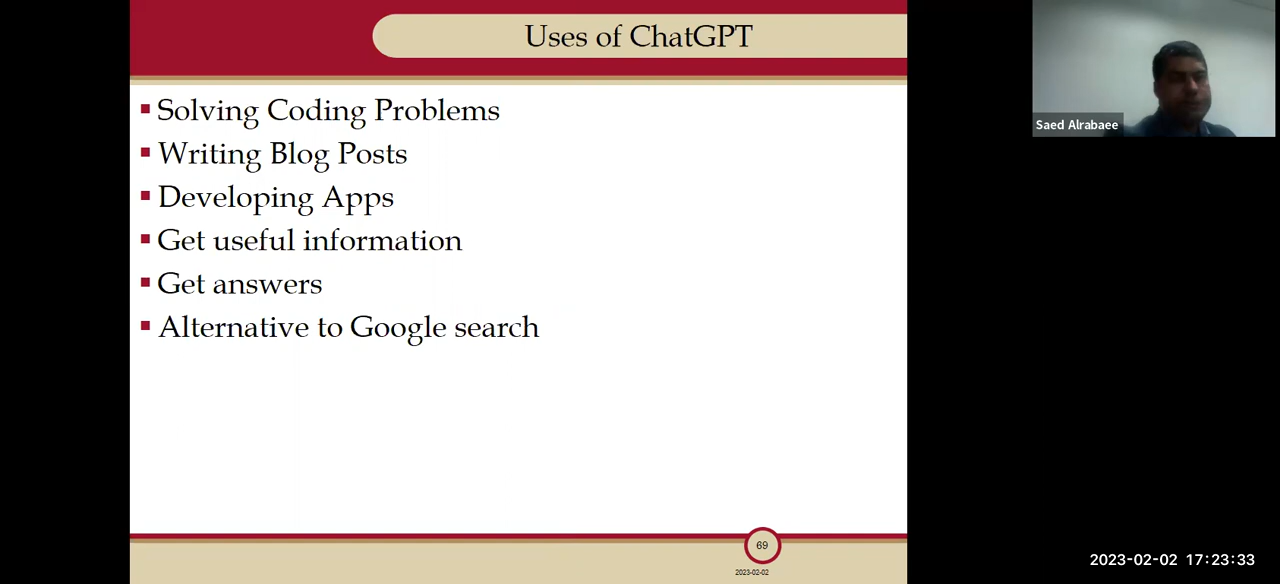 Uses of ChatGPT
Solving Coding Problems
Writing Blog Posts
Developing Apps
Get useful information
Get answers
Alternative to Google search
69
2023-02-02
Saed Alrabaee
2023-02-02 17:23:33